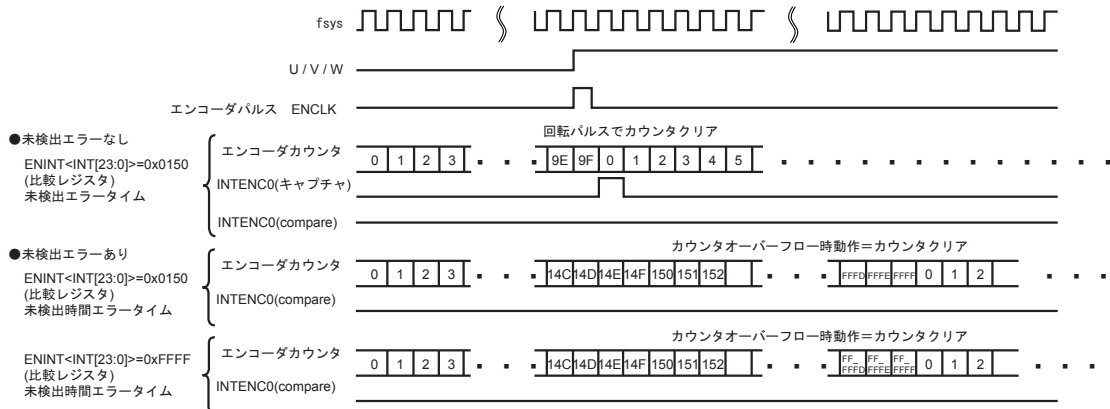 fsys
U / V / W
エンコーダパルス ENCLK
●未検出エラーなし
ENINT<INT[23:0]>=0x0150
(比較レジスタ)
未検出エラータイム
回転パルスでカウンタクリア
エンコーダカウンタ
0 1 2 3 9E 9F 0 1 2 3 4 5
INTENC0(キャプチャ)
INTENC0(compare)
●未検出エラーあり
ENINT<INT[23:0]>=0x0150
(比較レジスタ)
未検出時間エラータイム
カウンタオーバーフロー時動作=カウンタクリア
エンコーダカウンタ
0 1 2 3 14C 14D 14E 14F 150 151 152 FFFD FFFE FFFF 0 1 2
INTENC0(compare)
ENINT<INT[23:0]>=0xFFFF
(比較レジスタ)
未検出時間エラータイム
カウンタオーバーフロー時動作=カウンタクリア
エンコーダカウンタ
0 1 2 3 14C 14D 14E 14F 150 151 152 FF_FFFD FF_FFFE FF_FFFF 0 1 2
INTENC0(compare)